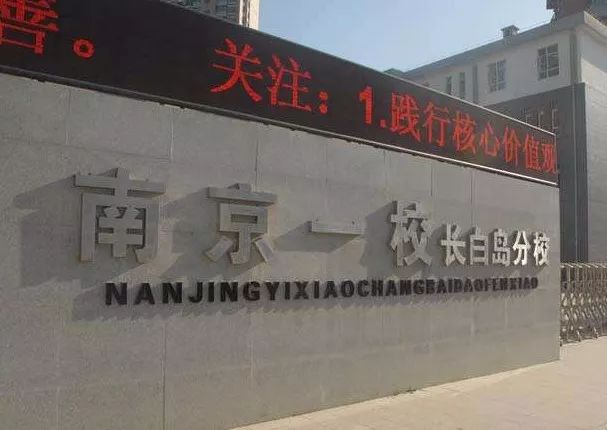 善。 关注：1.践行核心价值观
南京一校长白岛分校
NANJINGYIXIAOCHANGBAIDAOFENXIAO